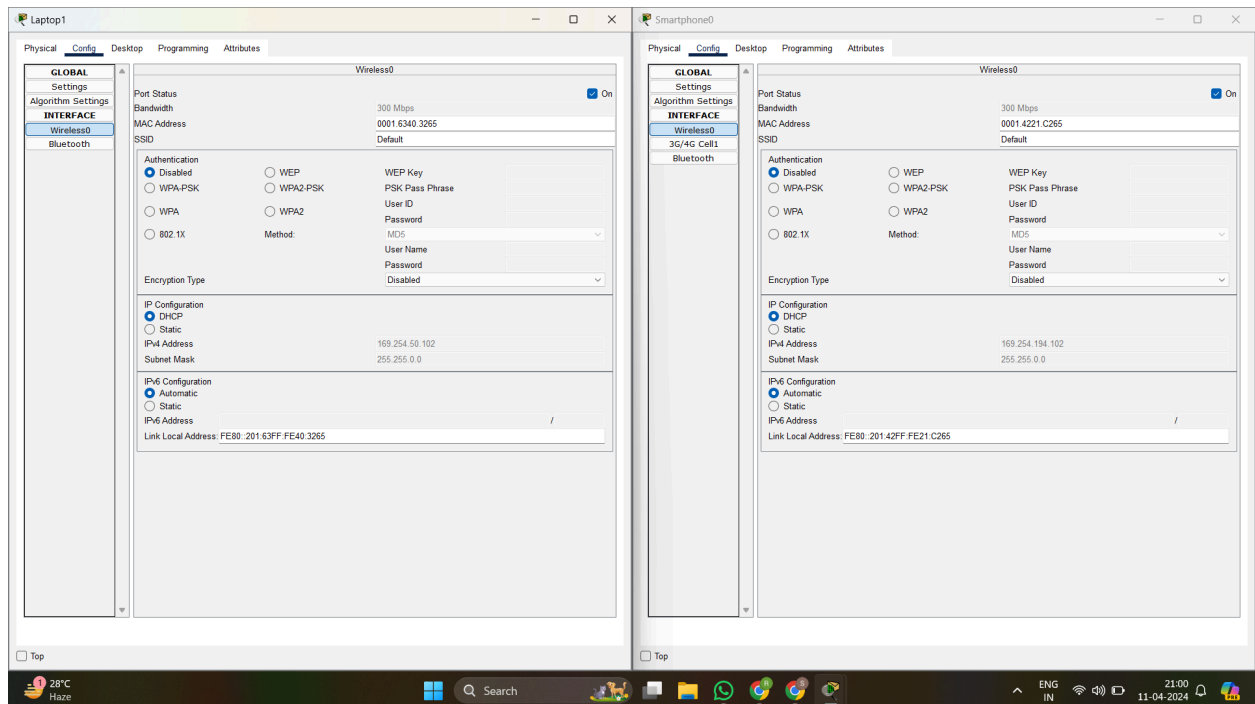 Laptop1
Physical Config Desktop Programming Attributes
GLOBAL
Settings
Algorithm Settings
INTERFACE
Wireless0
Bluetooth
Wireless0
Port Status On
Bandwidth 300 Mbps
MAC Address 0001.6340.3265
SSID Default
Authentication
Disabled WEP WEP Key
WPA-PSK WPA2-PSK PSK Pass Phrase
User ID
WPA WPA2
Password
802.1X Method: MD5
User Name
Password
Encryption Type Disabled
IP Configuration
DHCP
Static
IPv4 Address 169.254.50.102
Subnet Mask 255.255.0.0
IPv6 Configuration
Automatic
Static
IPv6 Address /
Link Local Address: FE80::201:63FF:FE40:3265
Top
Smartphone0
Physical Config Desktop Programming Attributes
GLOBAL
Settings
Algorithm Settings
INTERFACE
Wireless0
3G/4G Cell1
Bluetooth
Wireless0
Port Status On
Bandwidth 300 Mbps
MAC Address 0001.4221.C265
SSID Default
Authentication
Disabled WEP WEP Key
WPA-PSK WPA2-PSK PSK Pass Phrase
User ID
WPA WPA2
Password
802.1X Method: MD5
User Name
Password
Encryption Type Disabled
IP Configuration
DHCP
Static
IPv4 Address 169.254.194.102
Subnet Mask 255.255.0.0
IPv6 Configuration
Automatic
Static
IPv6 Address /
Link Local Address: FE80::201:42FF:FE21:C265
Top
1
28°C
Haze
Search
R
S
ENG
IN
21:00
11-04-2024
PRE